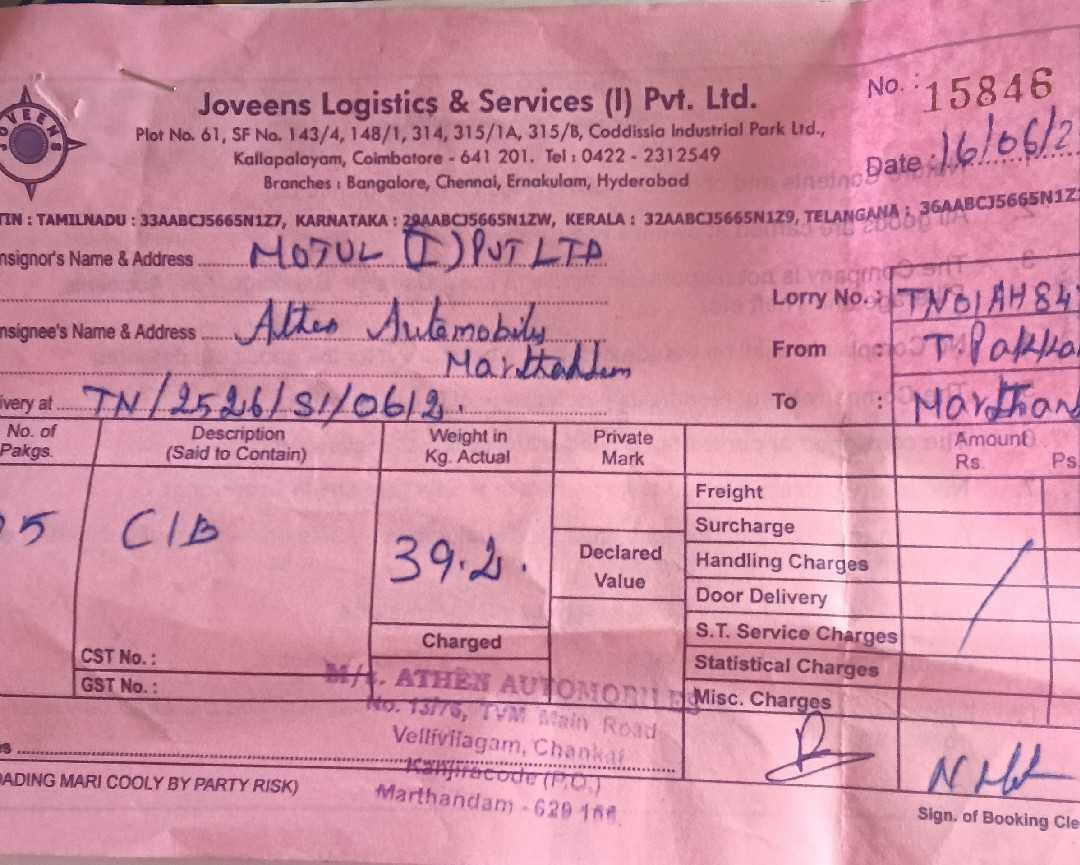 JOVEENS
Joveens Logistics & Services (I) Pvt. Ltd.
No. : 15846
Plot No. 61, SF No. 143/4, 148/1, 314, 315/1A, 315/B, Coddissia Industrial Park Ltd.,
Kallapalayam, Coimbatore - 641 201. Tel : 0422 - 2312549
Date : 16/06/2
Branches : Bangalore, Chennai, Ernakulam, Hyderabad
TIN : TAMILNADU : 33AABCJ5665N1Z7, KARNATAKA : 29AABCJ5665N1ZW, KERALA : 32AABCJ5665N1Z9, TELANGANA : 36AABCJ5665N1Z
nsignor's Name & Address MOTUL (I) PVT LTD
Lorry No. : TN01AH84
nsignee's Name & Address Athen Automobily
Marthahdem
From : T. Pakka
ivery at TN/2526/SI/0612.
To : Marthan
No. of Pakgs.
Description (Said to Contain)
Weight in Kg. Actual
Private Mark
Amount
Rs. Ps
5 C/B 39.2.
Declared Value
Charged
Freight
Surcharge
Handling Charges
Door Delivery
S.T. Service Charges
Statistical Charges
Misc. Charges
CST No. :
GST No. :
M/s. ATHEN AUTOMOBILES
No. 13/76, TVM Main Road
Vellivilagam, Chankai
Kanjiracode (P.O.)
Marthandam - 629
ADING MARI COOLY BY PARTY RISK)
Sign. of Booking Cle